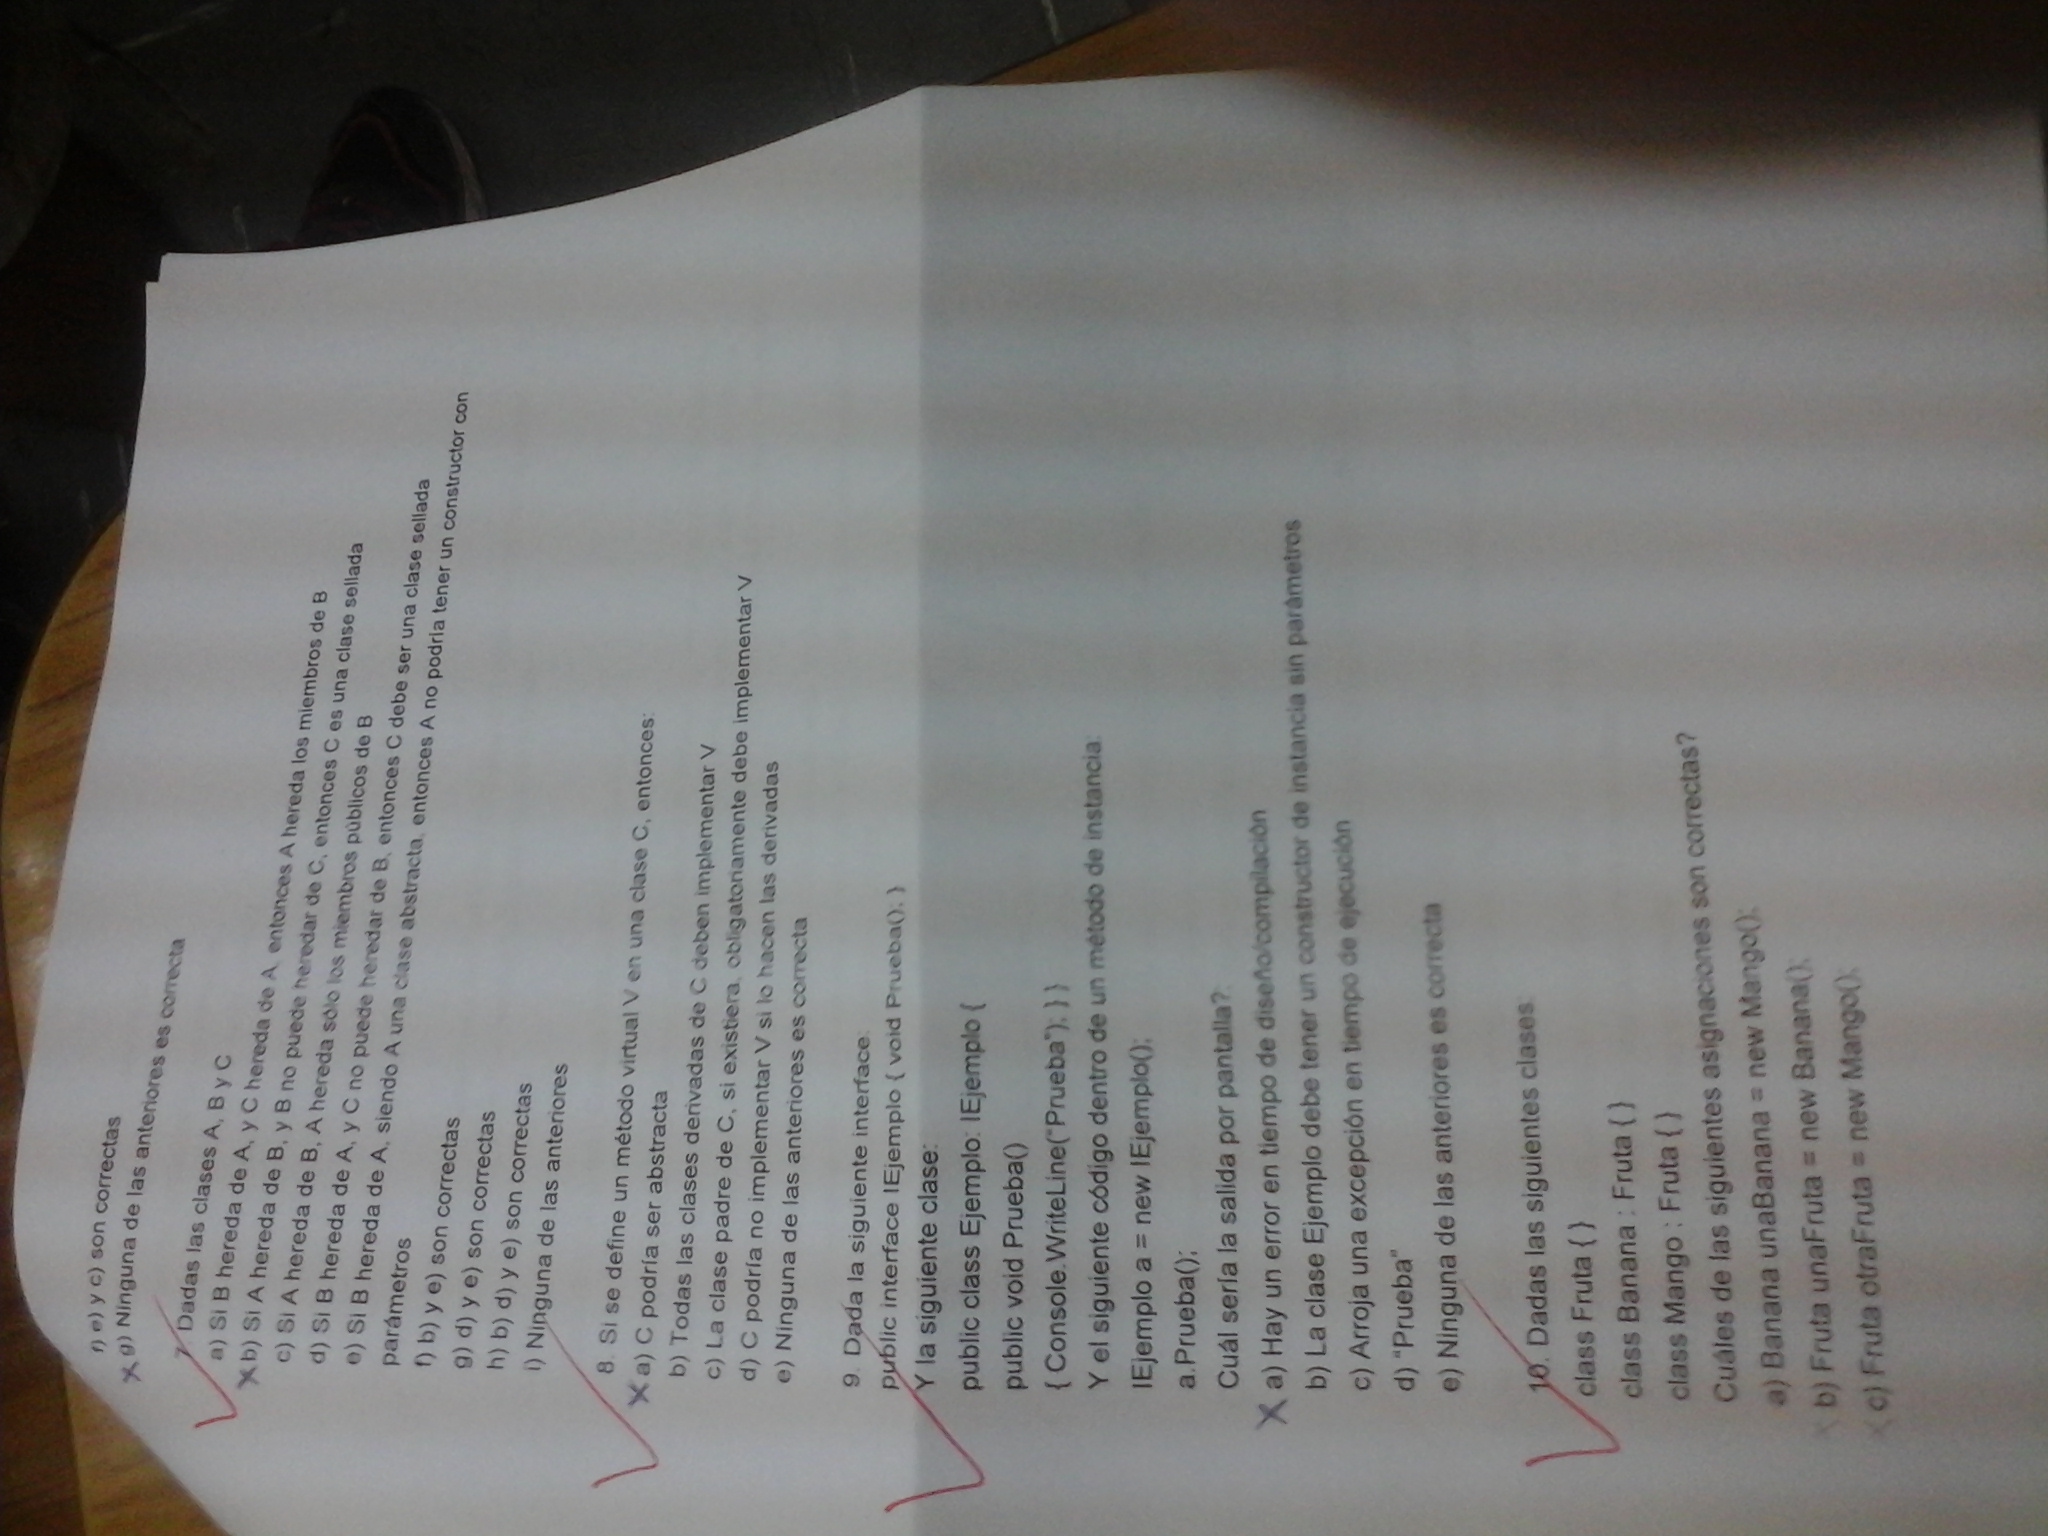 f) e) y c) son correctas
X g) Ninguna de las anteriores es correcta
7. Dadas las clases A, B y C
a) Si B hereda de A, y C hereda de A, entonces A hereda los miembros de B
X b) Si A hereda de B, y B no puede heredar de C, entonces C es una clase sellada
c) Si A hereda de B, A hereda sólo los miembros públicos de B
d) Si B hereda de A, y C no puede heredar de B, entonces C debe ser una clase sellada
e) Si B hereda de A, siendo A una clase abstracta, entonces A no podría tener un constructor con
parámetros
f) b) y e) son correctas
g) d) y e) son correctas
h) b) d) y e) son correctas
i) Ninguna de las anteriores
8. Si se define un método virtual V en una clase C, entonces:
X a) C podría ser abstracta
b) Todas las clases derivadas de C deben implementar V
c) La clase padre de C, si existiera, obligatoriamente debe implementar V
d) C podría no implementar V si lo hacen las derivadas
e) Ninguna de las anteriores es correcta
9. Dada la siguiente interface:
public interface IEjemplo { void Prueba(); }
Y la siguiente clase:
public class Ejemplo: IEjemplo {
public void Prueba()
{ Console.WriteLine("Prueba"); } }
Y el siguiente código dentro de un método de instancia:
IEjemplo a = new IEjemplo();
a.Prueba();
Cuál sería la salida por pantalla?:
X a) Hay un error en tiempo de diseño/compilación
b) La clase Ejemplo debe tener un constructor de instancia sin parámetros
c) Arroja una excepción en tiempo de ejecución
d) "Prueba"
e) Ninguna de las anteriores es correcta
10. Dadas las siguientes clases:
class Fruta { }
class Banana : Fruta { }
class Mango : Fruta { }
Cuáles de las siguientes asignaciones son correctas?
a) Banana unaBanana = new Mango();
X b) Fruta unaFruta = new Banana();
X c) Fruta otraFruta = new Mango();